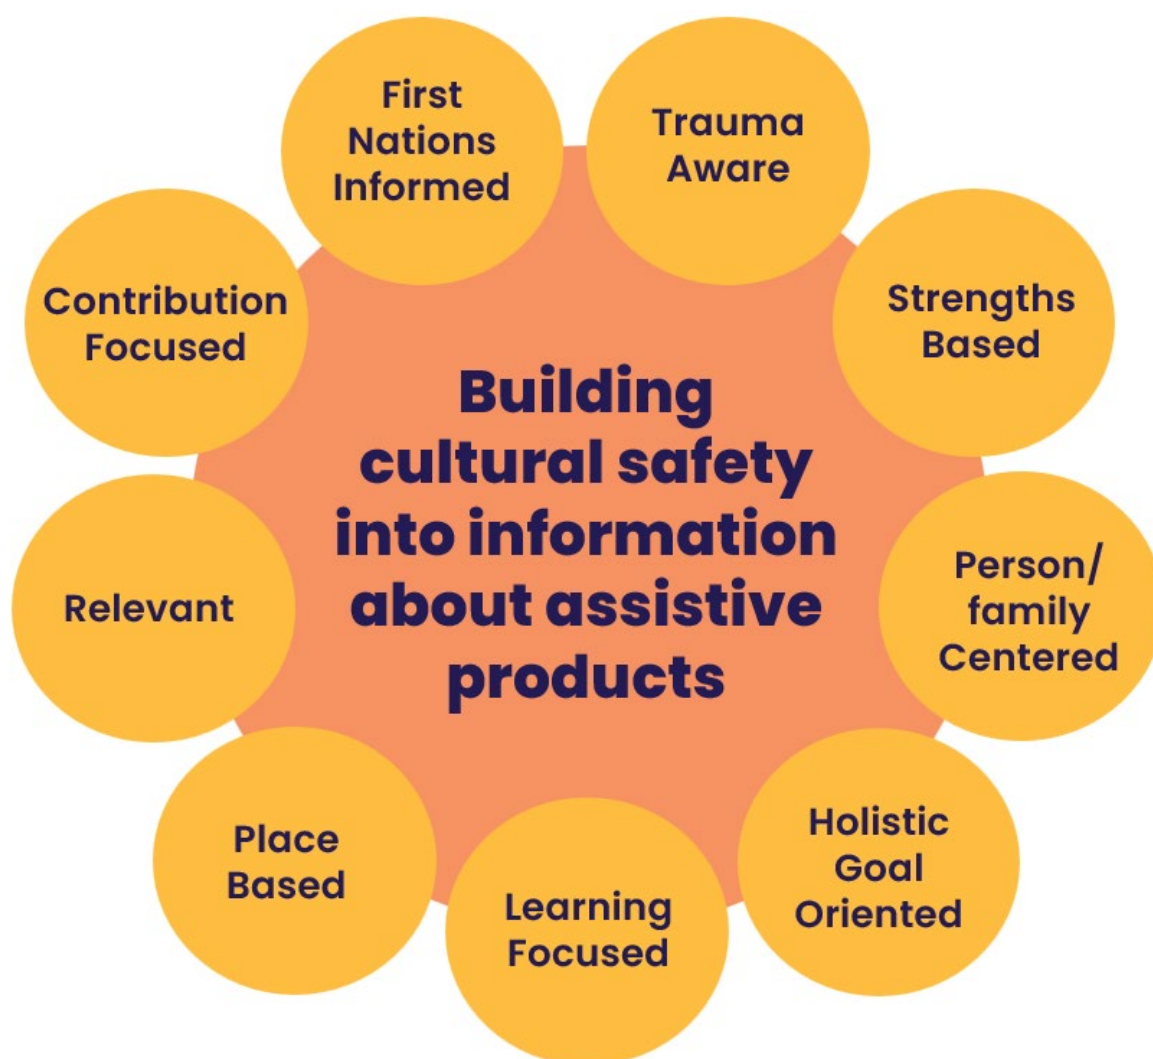 First
Nations
Informed
Trauma
Aware
Strengths
Based
Person/
family
Centered
Holistic
Goal
Oriented
Learning
Focused
Place
Based
Relevant
Contribution
Focused
Building
cultural safety
into information
about assistive
products